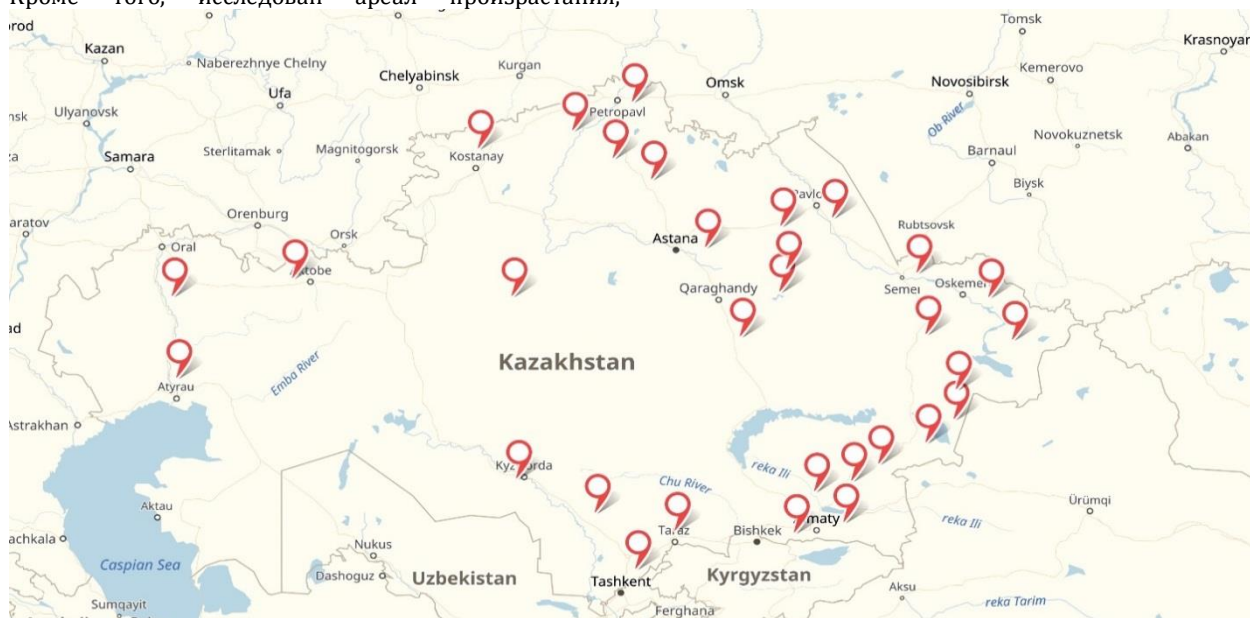 Кроме того, исследован ареал произрастания,
Kazan
Naberezhnye Chelny
Chelyabinsk
Kurgan
Omsk
Tomsk
Krasnoyar
Novosibirsk
Kemerovo
Ufa
Ulyanovsk
Petropavl
Ob River
Novokuznetsk
Abakan
Samara
Sterlitamak
Magnitogorsk
Kostanay
Barnaul
Biysk
Orenburg
Orsk
Oral
Astana
Rubtsovsk
Qaraghandy
Semei
Oskemen
Kazakhstan
Emba River
Atyrau
Astrakhan
reka Ili
Chu River
Aktau
Taraz
Bishkek
Ürümqi
reka Ili
Nukus
Caspian Sea
Dashoguz
Uzbekistan
Tashkent
Kyrgyzstan
Aksu
reka Tarim
Sumqayit
Ferghana